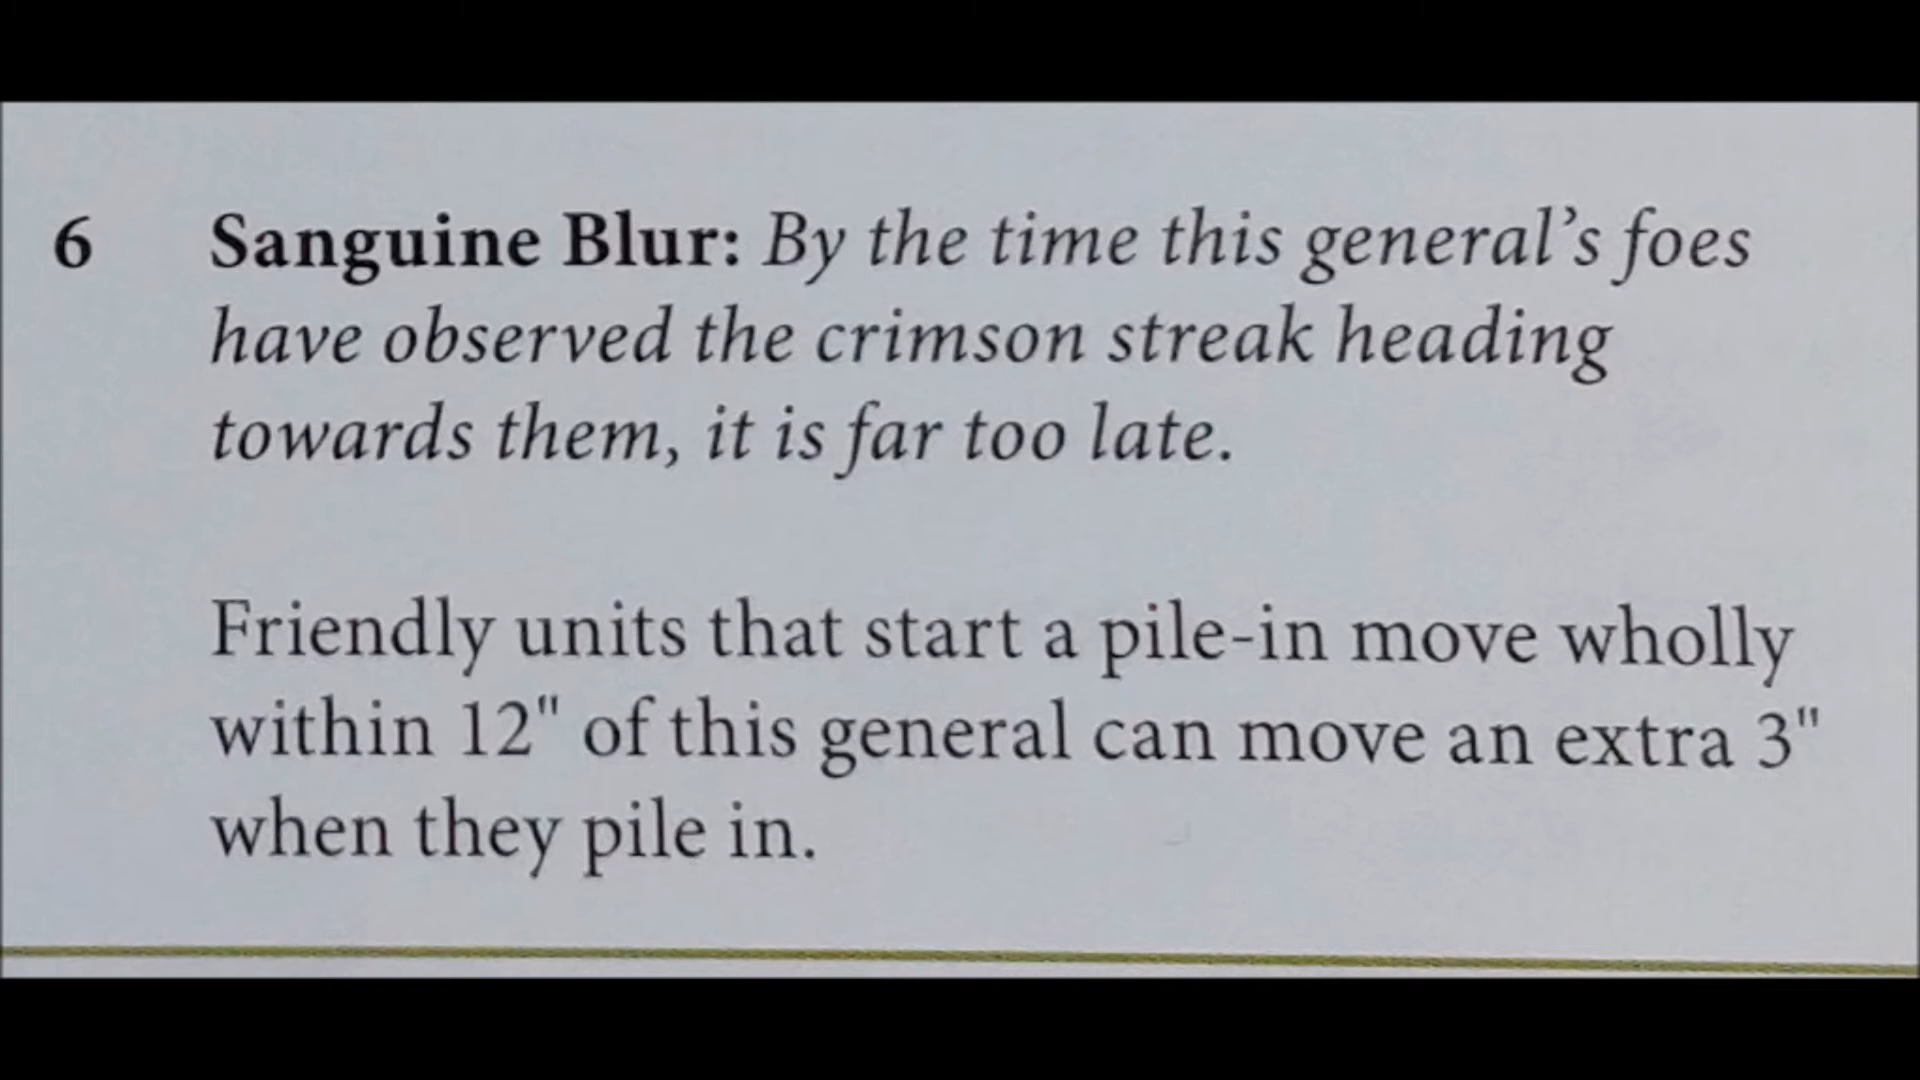 6 Sanguine Blur: By the time this general’s foes
have observed the crimson streak heading
towards them, it is far too late.
Friendly units that start a pile-in move wholly
within 12" of this general can move an extra 3"
when they pile in.